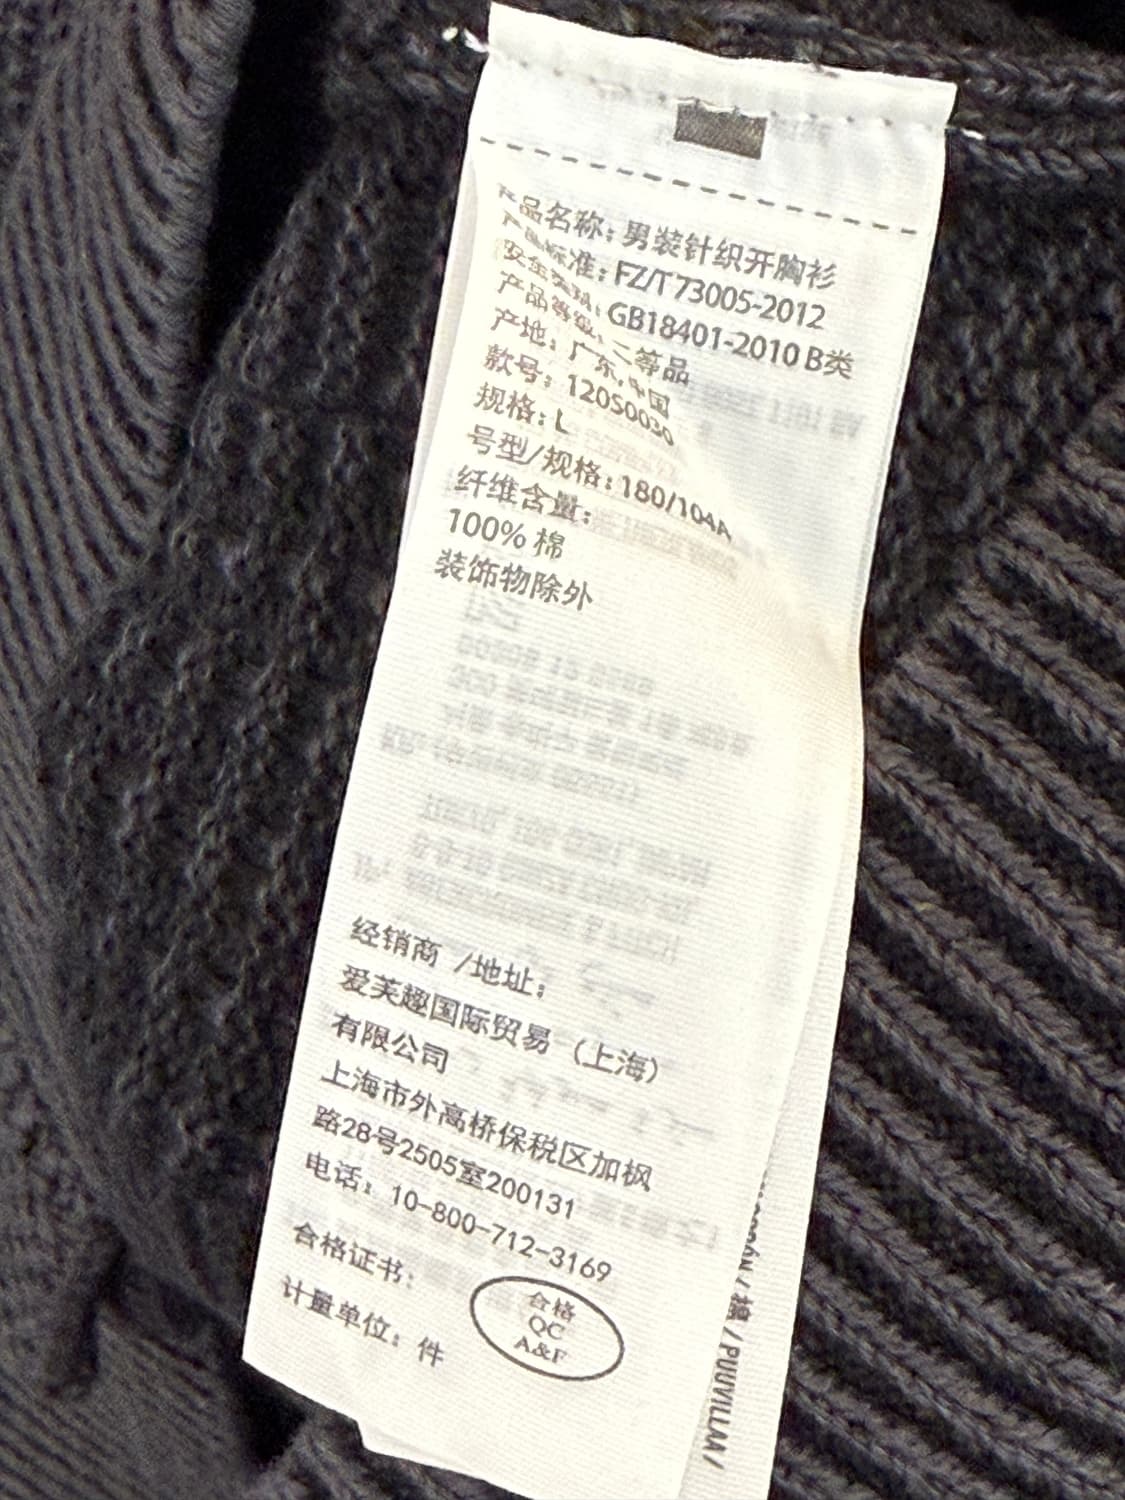 产品名称: 男装针织开胸衫
产品标准: FZ/T 73005-2012
安全类别: GB18401-2010 B类
产品等级: 二等品
产地: 广东,中国
款号: 12050030
规格: L
号型/规格: 180/104A
纤维含量:
100% 棉
装饰物除外
经销商 /地址:
爱芙趣国际贸易 (上海)
有限公司
上海市外高桥保税区加枫
路28号2505室200131
电话: 10-800-712-3169
合格证书:
合格
QC
A&F
计量单位: 件
/ PUUVILLAA /